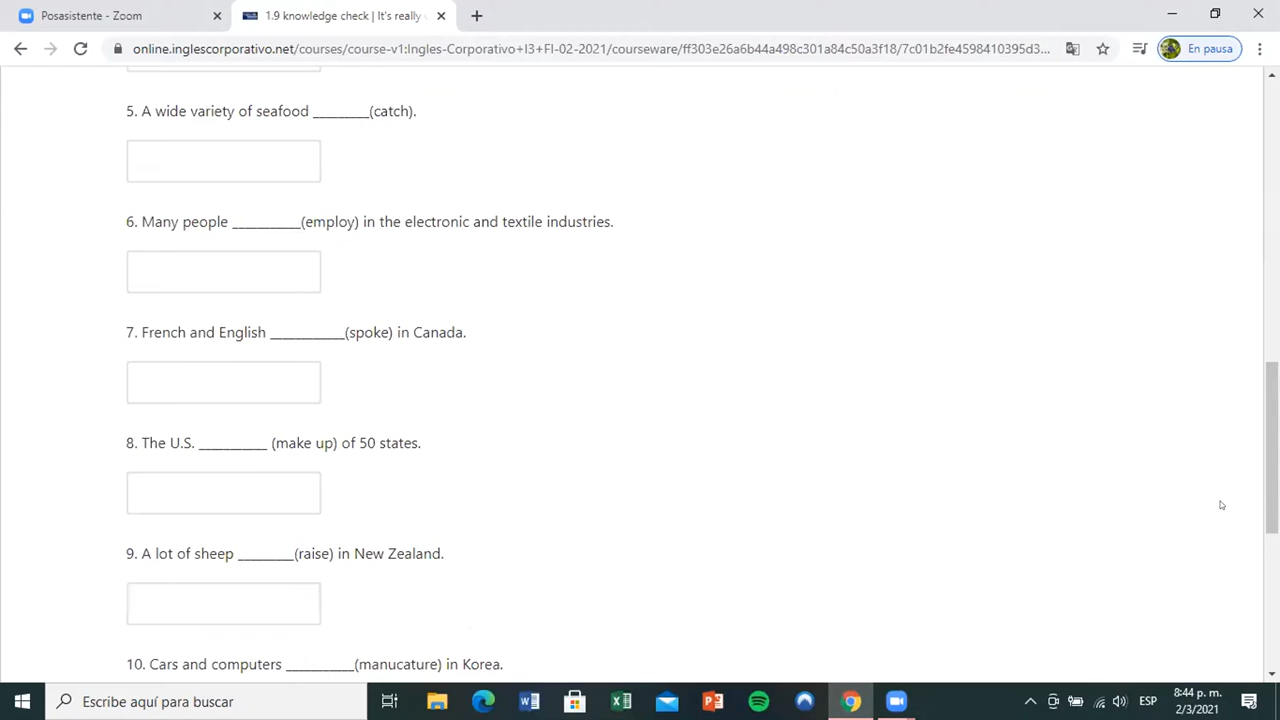 Posasistente - Zoom
1.9 knowledge check | It's really
online.inglescorporativo.net/courses/course-v1:Ingles-Corporativo+I3+FI-02-2021/courseware/ff303e26a6b44a498c301a84c50a3f18/7c01b2fe4598410395d3...
En pausa
5. A wide variety of seafood ________(catch).
6. Many people __________(employ) in the electronic and textile industries.
7. French and English ___________(spoke) in Canada.
8. The U.S. __________ (make up) of 50 states.
9. A lot of sheep ________(raise) in New Zealand.
10. Cars and computers __________(manucature) in Korea.
Escribe aquí para buscar
ESP
8:44 p. m.
2/3/2021